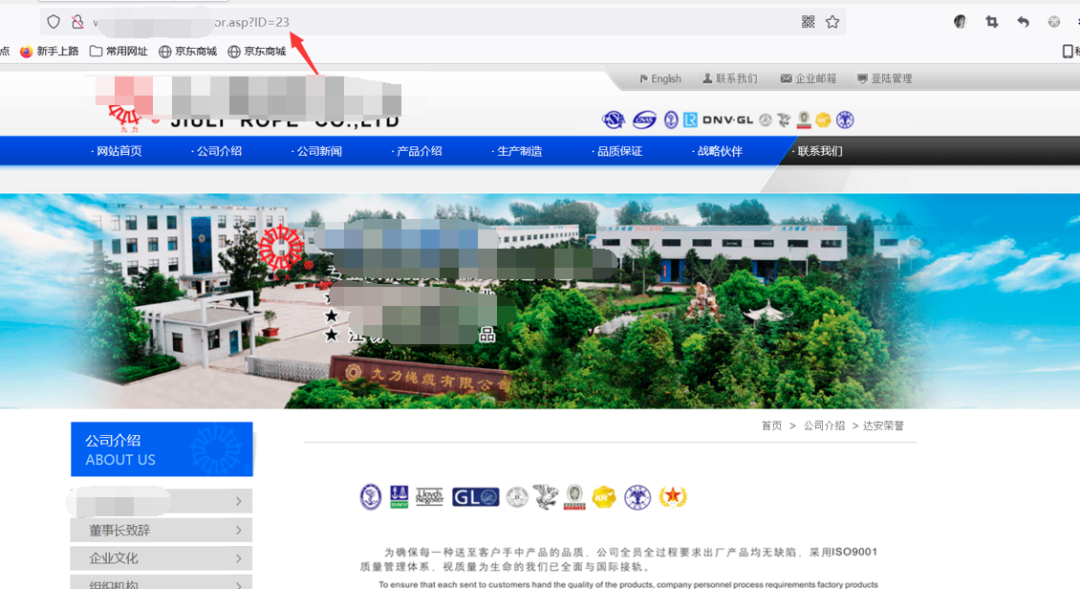 or.asp?ID=23
点 新手上路 常用网址 京东商城 京东商城
English 联系我们 企业邮箱 登陆管理
九力
JIULI ROPE CO.,LTD
DNV·GL
·网站首页 ·公司介绍 ·公司新闻 ·产品介绍 ·生产制造 ·品质保证 ·战略伙伴 ·联系我们
★
★ 品
九力绳缆有限公司
首页 > 公司介绍 > 达安荣誉
公司介绍
ABOUT US
Lloyd's Register GL
董事长致辞
企业文化
组织机构
为确保每一种送至客户手中产品的品质，公司全员全过程要求出厂产品均无缺陷，采用ISO9001
质量管理体系，视质量为生命的我们已全面与国际接轨。
To ensure that each sent to customers hand the quality of the products, company personnel process requirements factory products